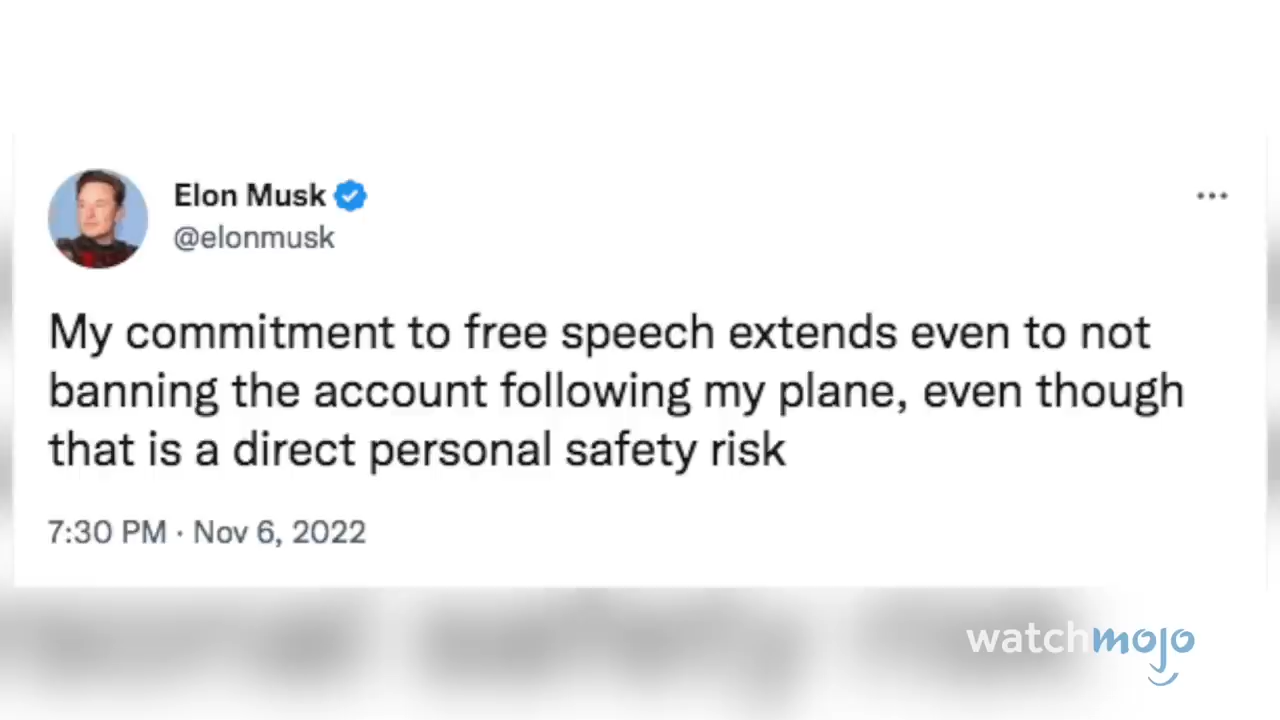 Elon Musk
@elonmusk
My commitment to free speech extends even to not
banning the account following my plane, even though
that is a direct personal safety risk
7:30 PM · Nov 6, 2022
watchmojo